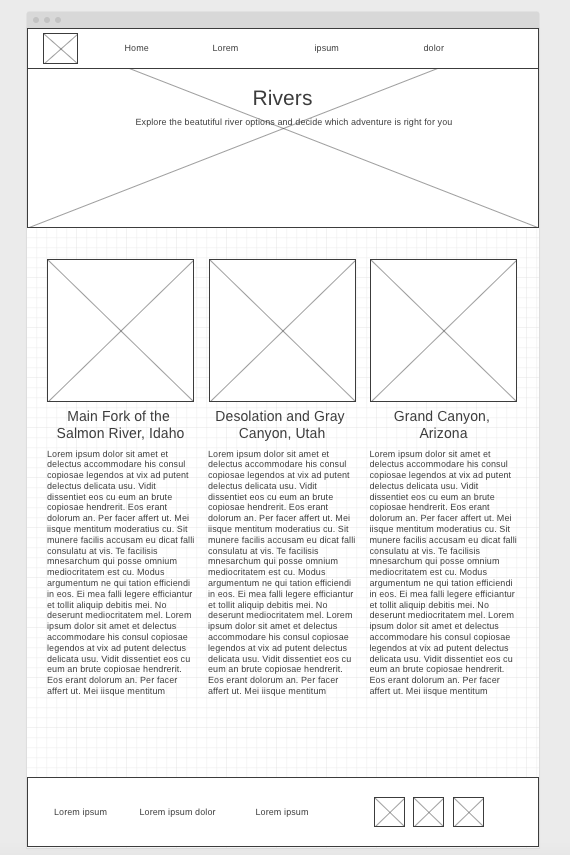 Home Lorem ipsum dolor
Rivers
Explore the beatutiful river options and decide which adventure is right for you
Main Fork of the
Salmon River, Idaho
Lorem ipsum dolor sit amet et
delectus accommodare his consul
copiosae legendos at vix ad putent
delectus delicata usu. Vidit
dissentiet eos cu eum an brute
copiosae hendrerit. Eos erant
dolorum an. Per facer affert ut. Mei
iisque mentitum moderatius cu. Sit
munere facilis accusam eu dicat falli
consulatu at vis. Te facilisis
mnesarchum qui posse omnium
mediocritatem est cu. Modus
argumentum ne qui tation efficiendi
in eos. Ei mea falli legere efficiantur
et tollit aliquip debitis mei. No
deserunt mediocritatem mel. Lorem
ipsum dolor sit amet et delectus
accommodare his consul copiosae
legendos at vix ad putent delectus
delicata usu. Vidit dissentiet eos cu
eum an brute copiosae hendrerit.
Eos erant dolorum an. Per facer
affert ut. Mei iisque mentitum
Desolation and Gray
Canyon, Utah
Lorem ipsum dolor sit amet et
delectus accommodare his consul
copiosae legendos at vix ad putent
delectus delicata usu. Vidit
dissentiet eos cu eum an brute
copiosae hendrerit. Eos erant
dolorum an. Per facer affert ut. Mei
iisque mentitum moderatius cu. Sit
munere facilis accusam eu dicat falli
consulatu at vis. Te facilisis
mnesarchum qui posse omnium
mediocritatem est cu. Modus
argumentum ne qui tation efficiendi
in eos. Ei mea falli legere efficiantur
et tollit aliquip debitis mei. No
deserunt mediocritatem mel. Lorem
ipsum dolor sit amet et delectus
accommodare his consul copiosae
legendos at vix ad putent delectus
delicata usu. Vidit dissentiet eos cu
eum an brute copiosae hendrerit.
Eos erant dolorum an. Per facer
affert ut. Mei iisque mentitum
Grand Canyon,
Arizona
Lorem ipsum dolor sit amet et
delectus accommodare his consul
copiosae legendos at vix ad putent
delectus delicata usu. Vidit
dissentiet eos cu eum an brute
copiosae hendrerit. Eos erant
dolorum an. Per facer affert ut. Mei
iisque mentitum moderatius cu. Sit
munere facilis accusam eu dicat falli
consulatu at vis. Te facilisis
mnesarchum qui posse omnium
mediocritatem est cu. Modus
argumentum ne qui tation efficiendi
in eos. Ei mea falli legere efficiantur
et tollit aliquip debitis mei. No
deserunt mediocritatem mel. Lorem
ipsum dolor sit amet et delectus
accommodare his consul copiosae
legendos at vix ad putent delectus
delicata usu. Vidit dissentiet eos cu
eum an brute copiosae hendrerit.
Eos erant dolorum an. Per facer
affert ut. Mei iisque mentitum
Lorem ipsum Lorem ipsum dolor Lorem ipsum